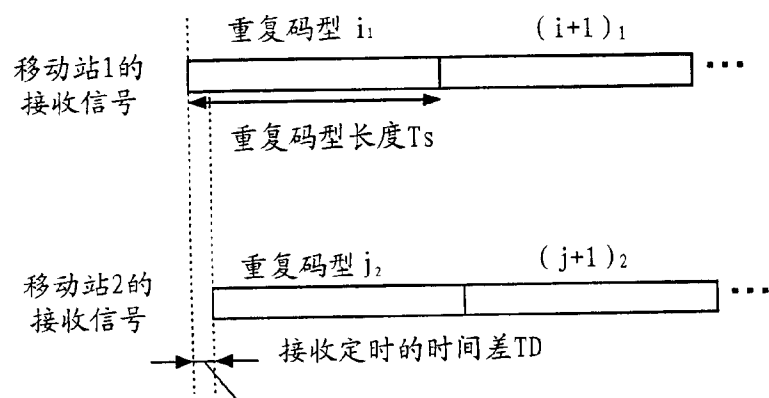 重复码型 i₁
(i+1)₁
移动站1的
接收信号
重复码型长度Ts
重复码型 j₂
(j+1)₂
移动站2的
接收信号
接收定时的时间差TD